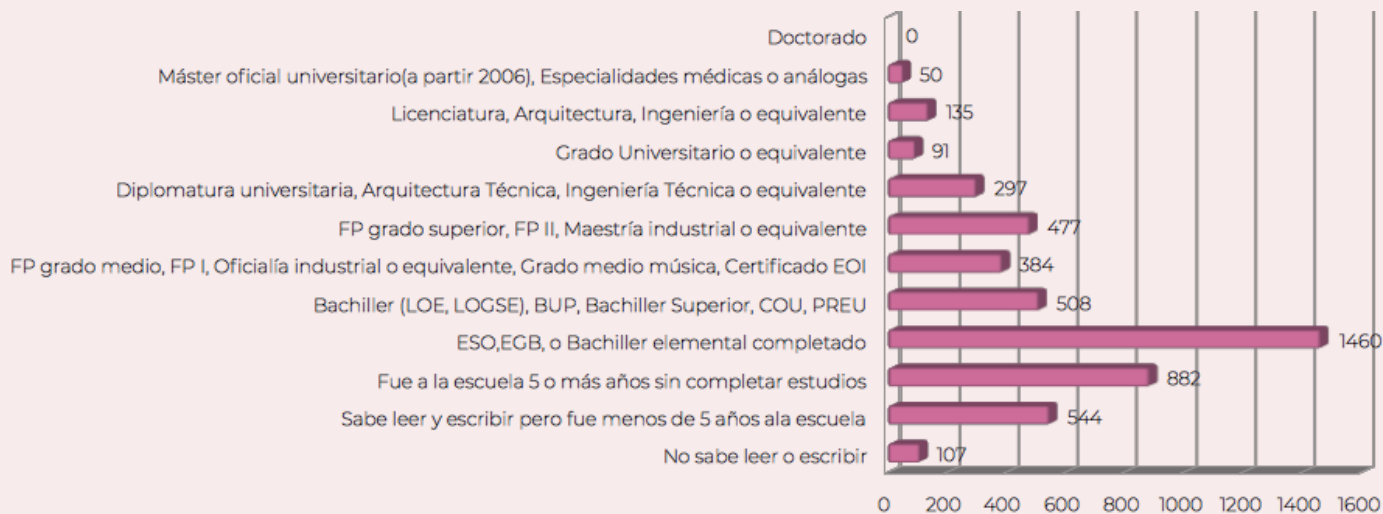 Doctorado 0
Máster oficial universitario(a partir 2006), Especialidades médicas o análogas 50
Licenciatura, Arquitectura, Ingeniería o equivalente 135
Grado Universitario o equivalente 91
Diplomatura universitaria, Arquitectura Técnica, Ingeniería Técnica o equivalente 297
FP grado superior, FP II, Maestría industrial o equivalente 477
FP grado medio, FP I, Oficialía industrial o equivalente, Grado medio música, Certificado EOI 384
Bachiller (LOE, LOGSE), BUP, Bachiller Superior, COU, PREU 508
ESO,EGB, o Bachiller elemental completado 1460
Fue a la escuela 5 o más años sin completar estudios 882
Sabe leer y escribir pero fue menos de 5 años ala escuela 544
No sabe leer o escribir 107
0 200 400 600 800 1000 1200 1400 1600